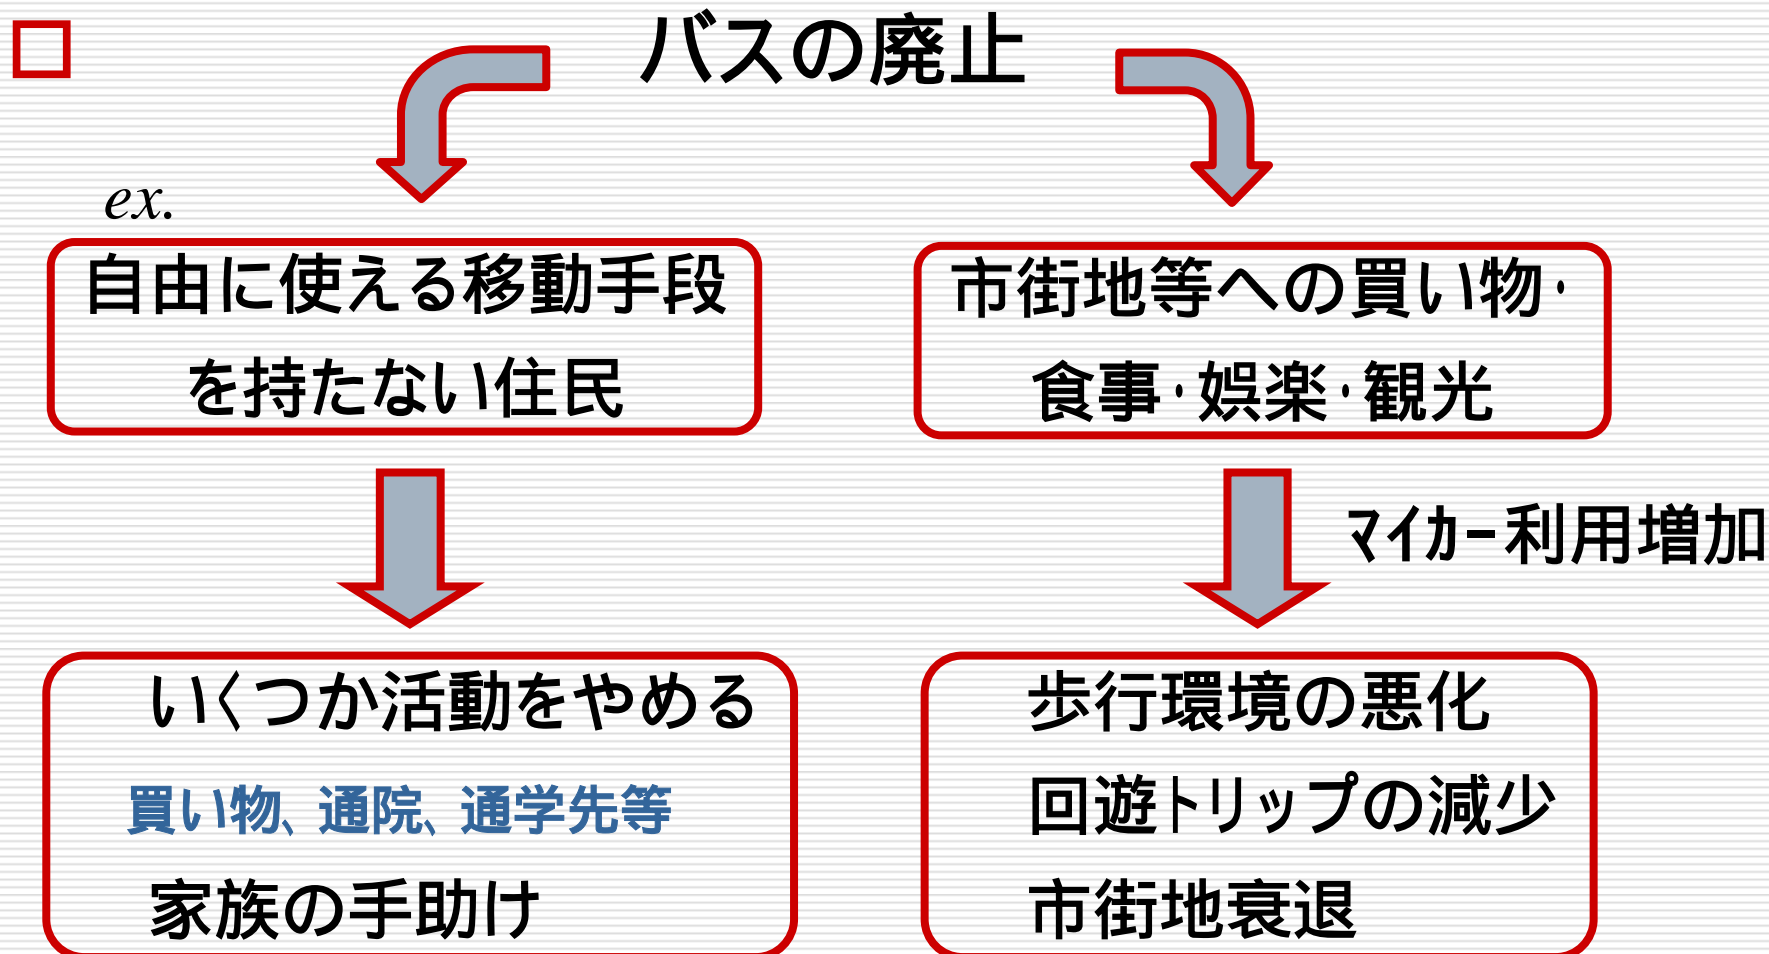 バスの廃止
ex.
自由に使える移動手段
を持たない住民
市街地等への買い物・
食事・娯楽・観光
マイカー利用増加
いくつか活動をやめる
買い物、通院、通学先等
家族の手助け
歩行環境の悪化
回遊トリップの減少
市街地衰退